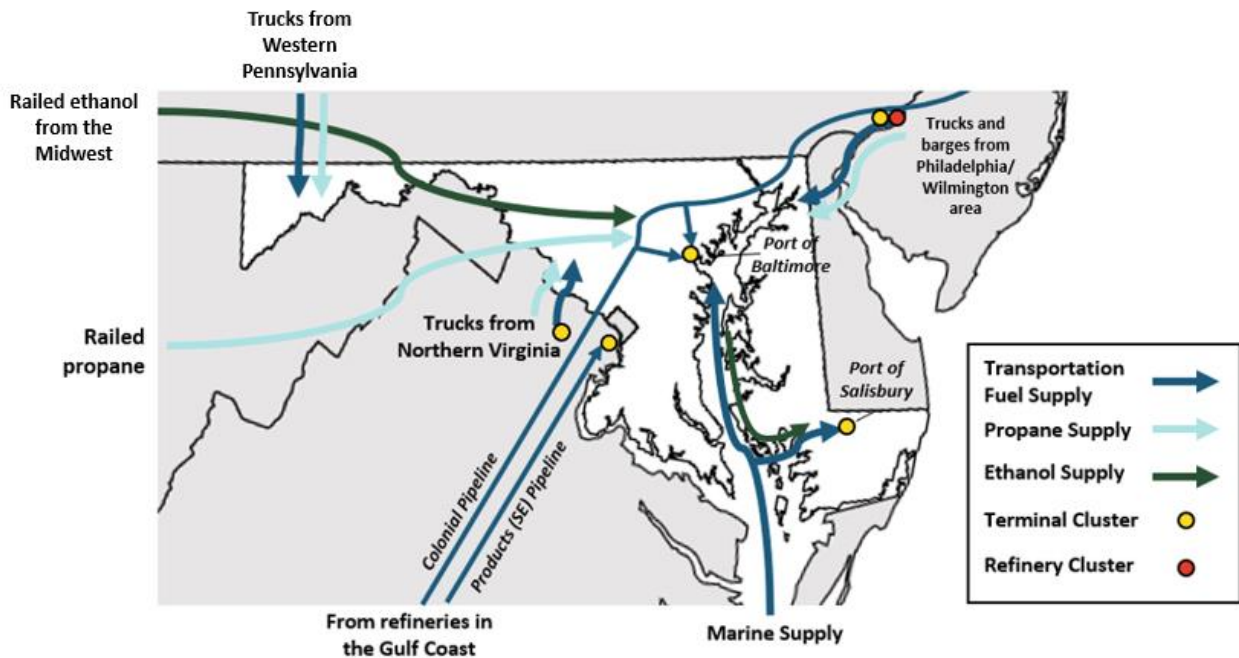 Trucks from
Western
Pennsylvania
Railed ethanol
from the
Midwest
Trucks and
barges from
Philadelphia/
Wilmington
area
Port of
Baltimore
Trucks from
Northern Virginia
Railed
propane
Port of
Salisbury
Colonial Pipeline
Products (SE) Pipeline
From refineries in
the Gulf Coast
Marine Supply
Transportation
Fuel Supply
Propane Supply
Ethanol Supply
Terminal Cluster
Refinery Cluster